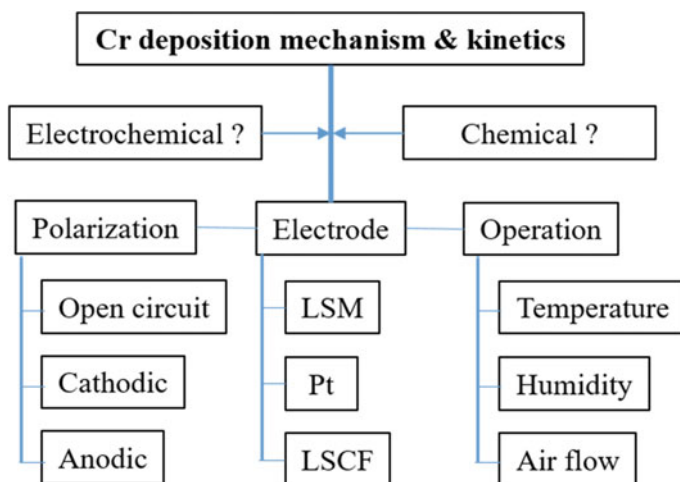 Cr deposition mechanism & kinetics
Electrochemical ?
Chemical ?
Polarization
Electrode
Operation
Open circuit
LSM
Temperature
Cathodic
Pt
Humidity
Anodic
LSCF
Air flow